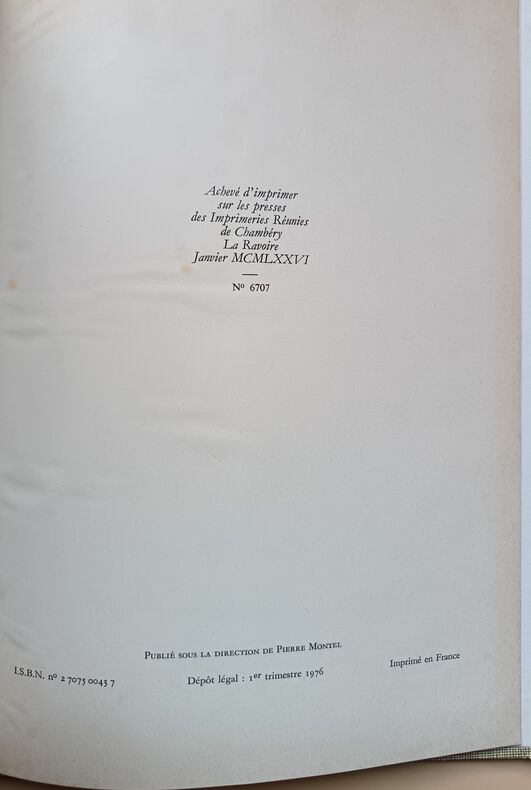 Achevé d'imprimer
sur les presses
des Imprimeries Réunies
de Chambéry
La Ravoire
Janvier MCMLXXVI
Nº 6707
Publié sous la direction de Pierre Montel
I.S.B.N. nº 2 7075 0043 7
Dépôt légal : 1er trimestre 1976
Imprimé en France